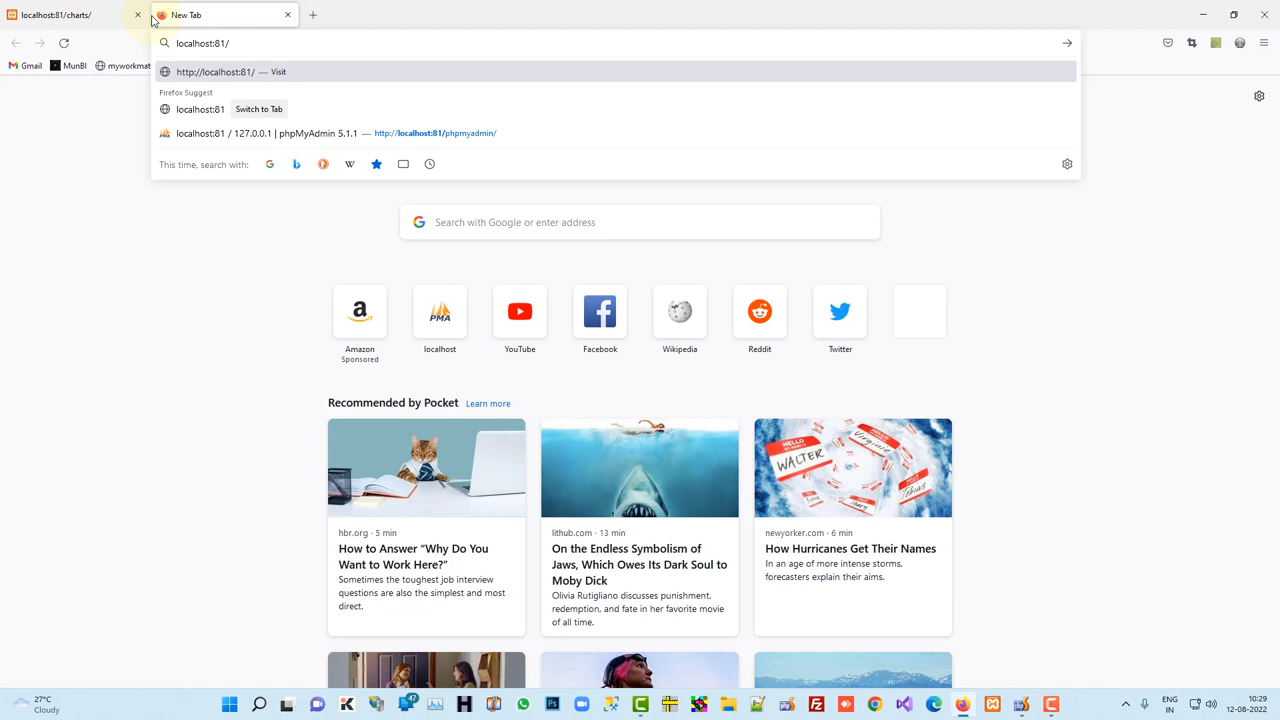 localhost:81/charts/
New Tab
localhost:81/
Gmail
MunBI
myworkmat
http://localhost:81/ — Visit
Firefox Suggest
localhost:81 Switch to Tab
localhost:81 / 127.0.0.1 | phpMyAdmin 5.1.1 — http://localhost:81/phpmyadmin/
This time, search with:
Search with Google or enter address
PMA
Amazon
Sponsored
localhost
YouTube
Facebook
Wikipedia
Reddit
Twitter
Recommended by Pocket Learn more
HELLO
WALTER
HELLO
Virginie
hbr.org · 5 min
How to Answer “Why Do You
Want to Work Here?”
Sometimes the toughest job interview
questions are also the simplest and most
direct.
lithub.com · 13 min
On the Endless Symbolism of
Jaws, Which Owes Its Dark Soul to
Moby Dick
Olivia Rutigliano discusses punishment,
redemption, and fate in her favorite movie
of all time.
newyorker.com · 6 min
How Hurricanes Get Their Names
In an age of more intense storms,
forecasters explain their aims.
27°C
Cloudy
47
ENG
IN
10:29
12-08-2022